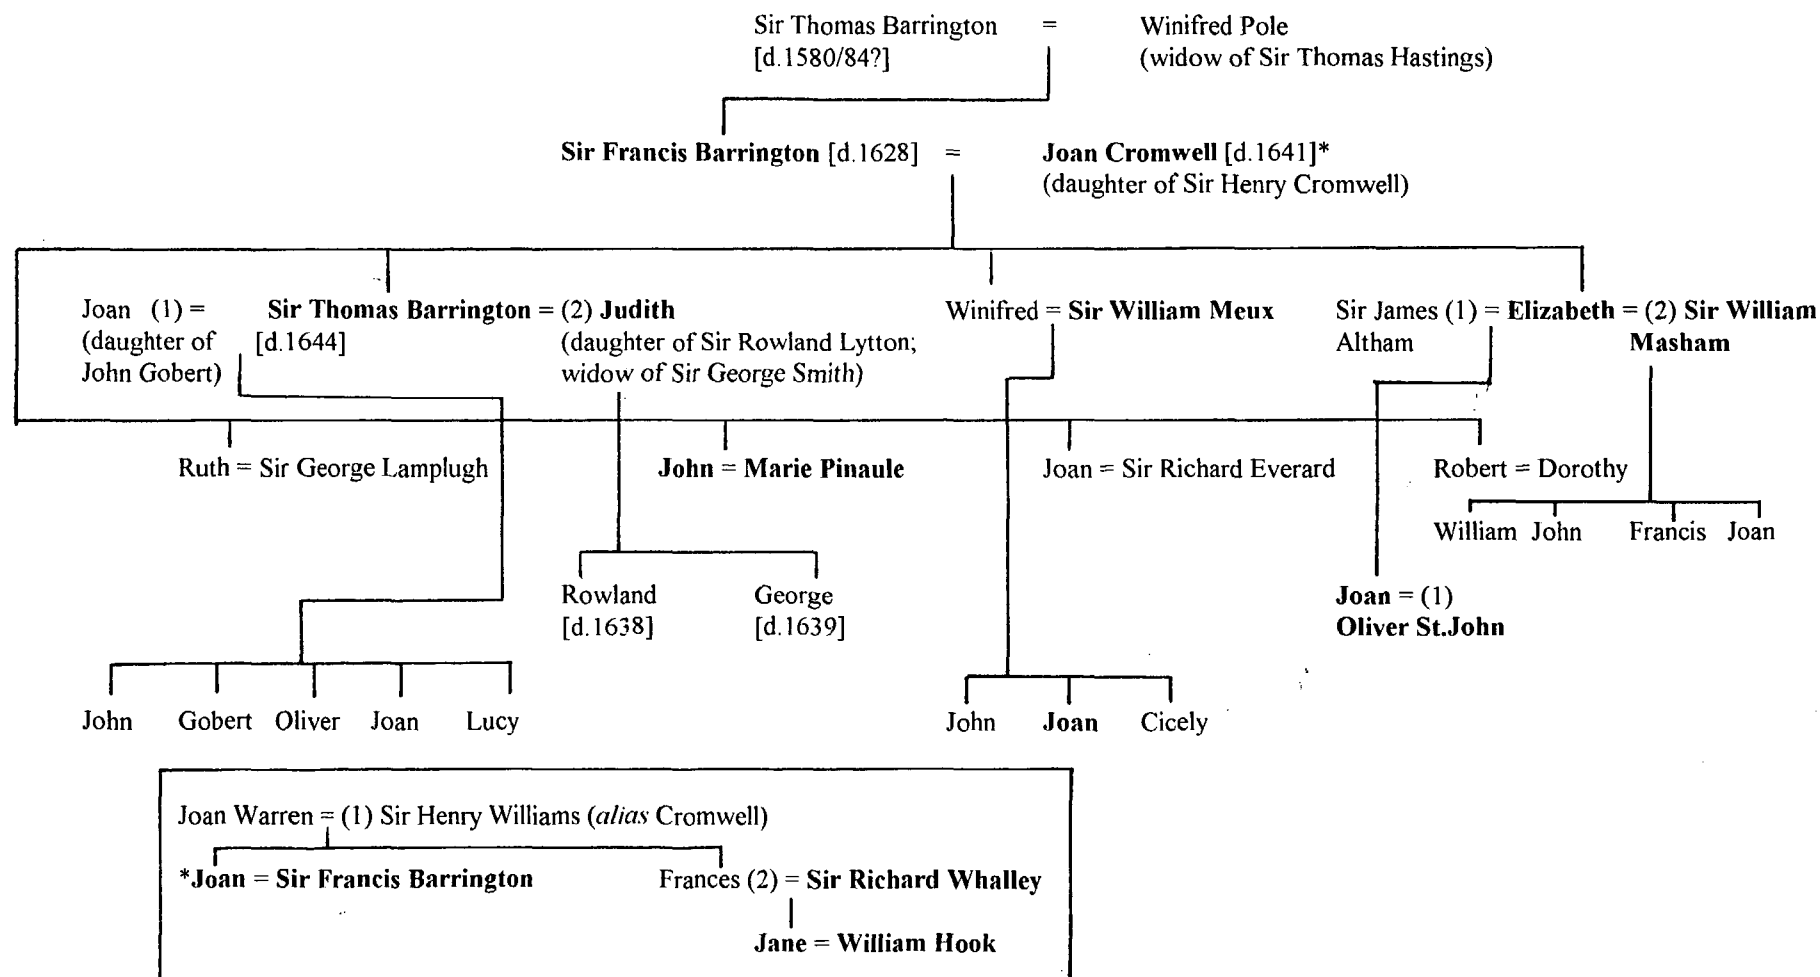 Sir Thomas Barrington = Winifred Pole
[d.1580/84?] (widow of Sir Thomas Hastings)
Sir Francis Barrington [d.1628] = Joan Cromwell [d.1641]*
(daughter of Sir Henry Cromwell)
Joan (1) = Sir Thomas Barrington = (2) Judith Winifred = Sir William Meux Sir James (1) = Elizabeth = (2) Sir William
(daughter of [d.1644] (daughter of Sir Rowland Lytton; Altham Masham
John Gobert) widow of Sir George Smith)
Ruth = Sir George Lamplugh John = Marie Pinaule Joan = Sir Richard Everard Robert = Dorothy
William John Francis Joan
Rowland George Joan = (1)
[d.1638] [d.1639] Oliver St.John
John Gobert Oliver Joan Lucy John Joan Cicely
Joan Warren = (1) Sir Henry Williams (alias Cromwell)
*Joan = Sir Francis Barrington Frances (2) = Sir Richard Whalley
Jane = William Hook